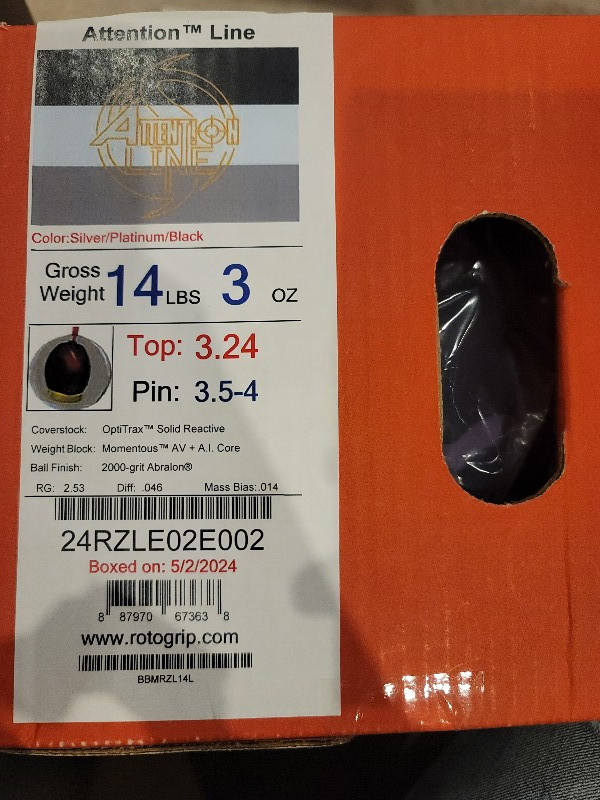 Attention™ Line
ATTENTION
LINE
Color:Silver/Platinum/Black
Gross Weight 14 LBS 3 OZ
Top: 3.24
Pin: 3.5-4
Coverstock: OptiTrax™ Solid Reactive
Weight Block: Momentous™ AV + A.I. Core
Ball Finish: 2000-grit Abralon®
RG: 2.53 Diff: .046 Mass Bias:.014
24RZLE02E002
Boxed on: 5/2/2024
8 87970 67363 8
www.rotogrip.com
BBMRZL14L